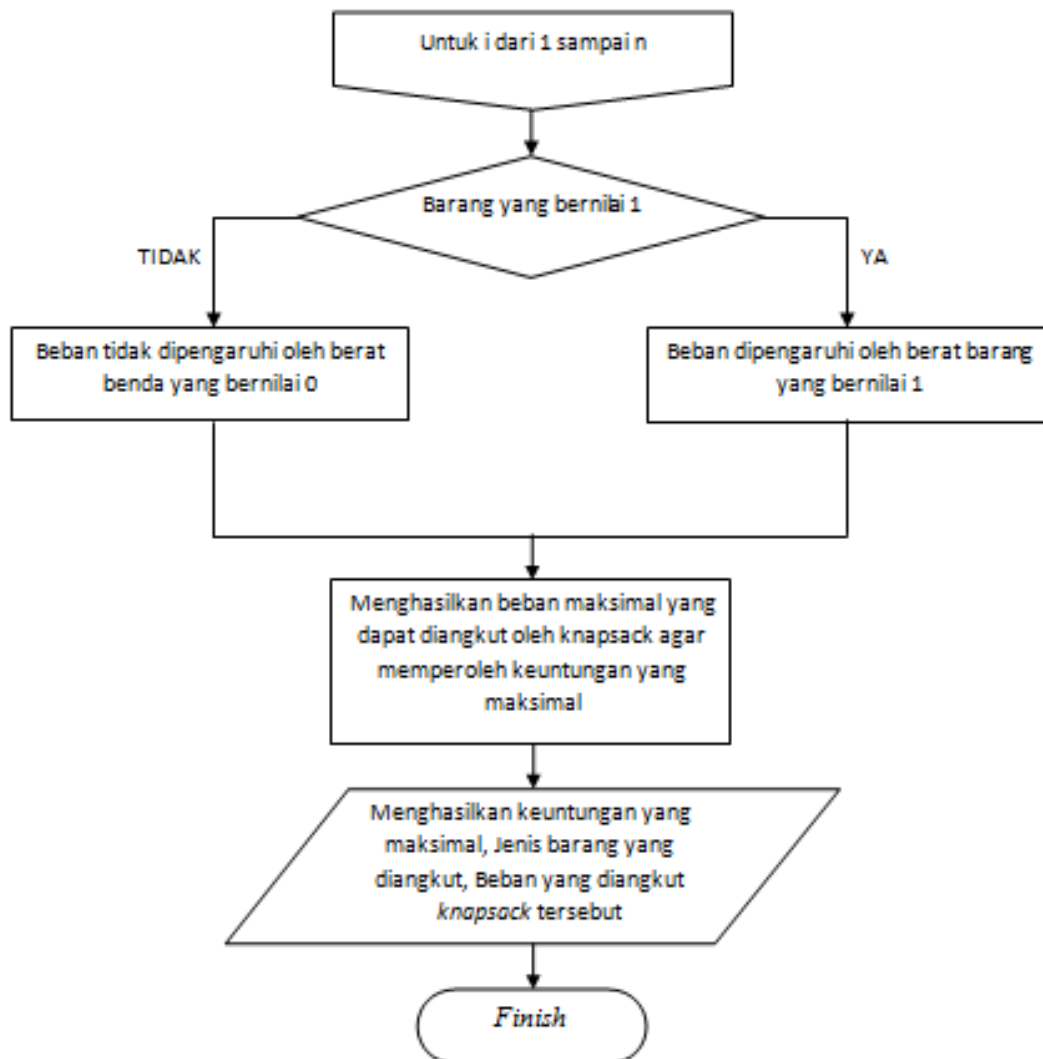 Untuk i dari 1 sampai n
Barang yang bernilai 1
TIDAK
YA
Beban tidak dipengaruhi oleh berat
benda yang bernilai 0
Beban dipengaruhi oleh berat barang
yang bernilai 1
Menghasilkan beban maksimal yang
dapat diangkut oleh knapsack agar
memperoleh keuntungan yang
maksimal
Menghasilkan keuntungan yang
maksimal, Jenis barang yang
diangkut, Beban yang diangkut
knapsack tersebut
Finish